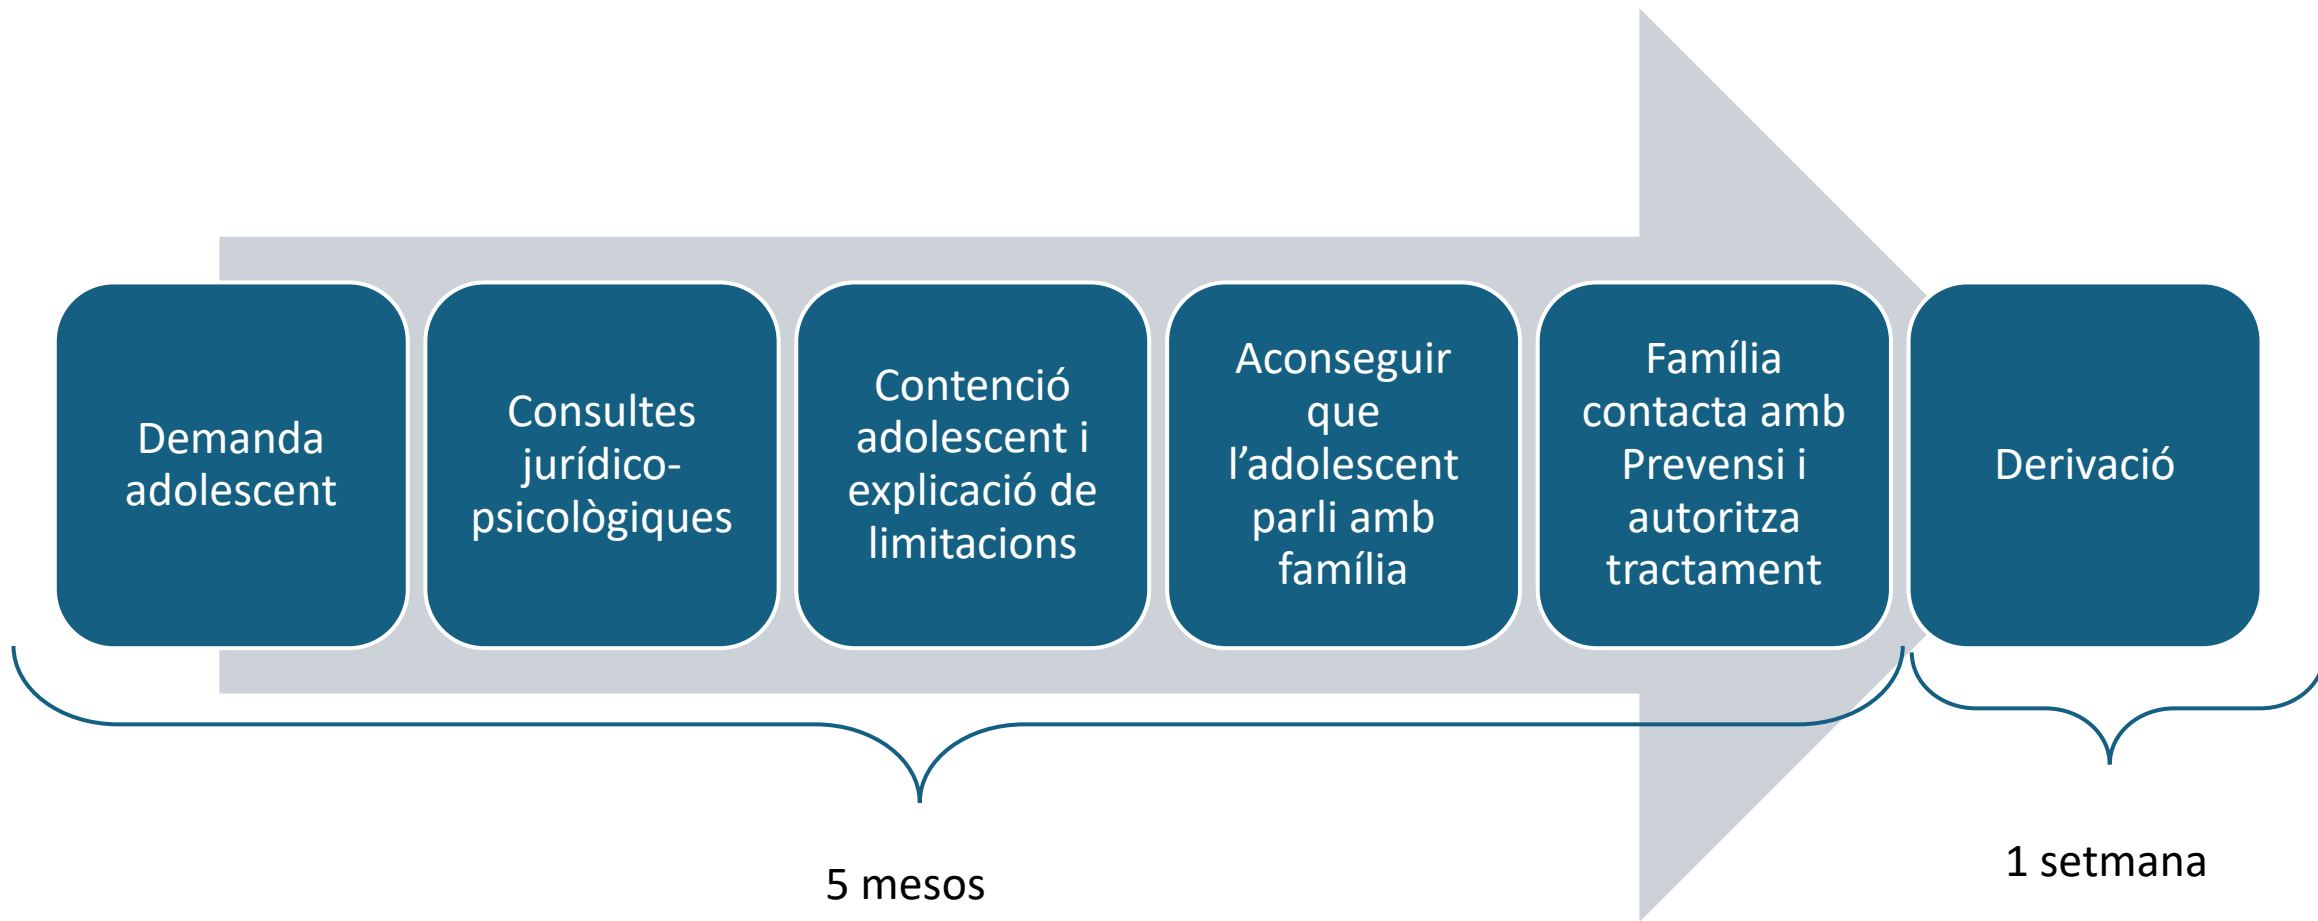 Demanda
adolescent
Consultes
jurídico-
psicològiques
Contenció
adolescent i
explicació de
limitacions
Aconseguir
que
l’adolescent
parli amb
família
Família
contacta amb
Prevensi i
autoritza
tractament
Derivació
5 mesos
1 setmana